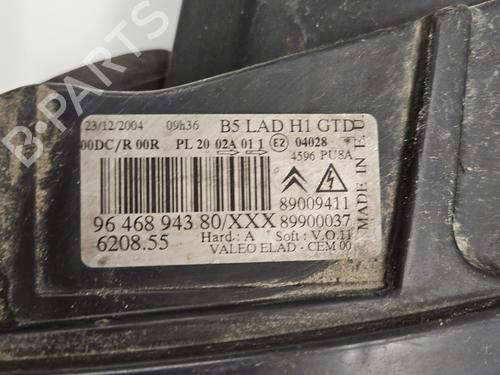 B-PARTS
23/12/2004 09h36 B5 LAD H1 GTD
00DC/R 00R PL 20 02A 01 1 E2 04028
4596 PU8A
89009411
96 468 943 80/XXX 89900037
6208.55 Hard : A Soft : V.O.11
VALEO ELAD - CEM 00
MADE IN E.U.